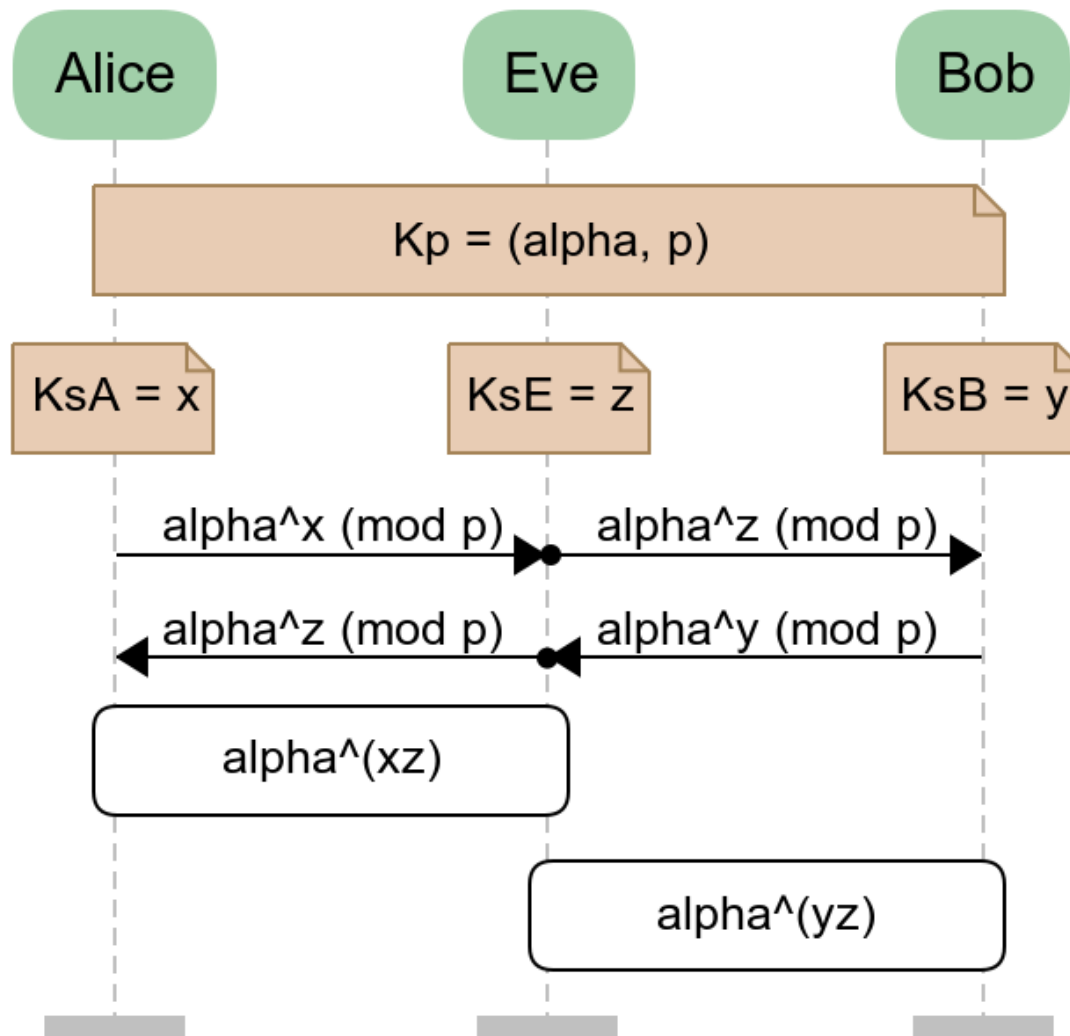 Alice
Eve
Bob
Kp = (alpha, p)
KsA = x
KsE = z
KsB = y
alpha^x (mod p)
alpha^z (mod p)
alpha^z (mod p)
alpha^y (mod p)
alpha^(xz)
alpha^(yz)